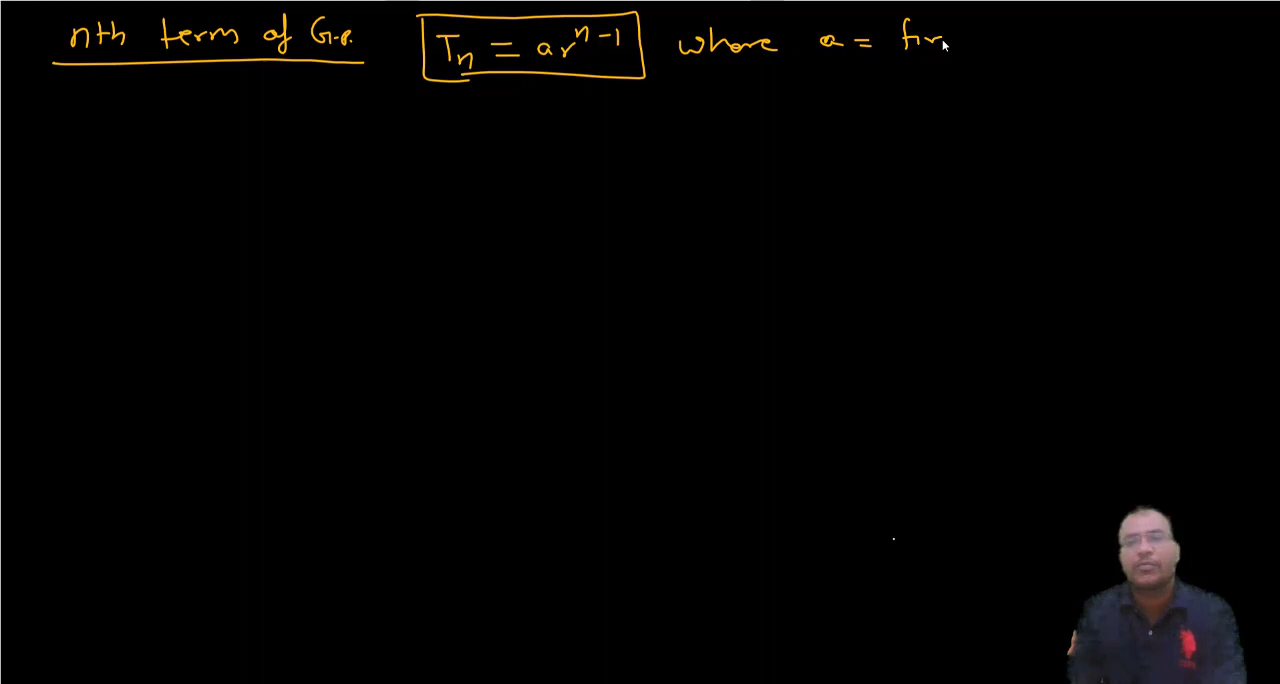 nth term of G.P. Tn = ar^n-1 where a = fir